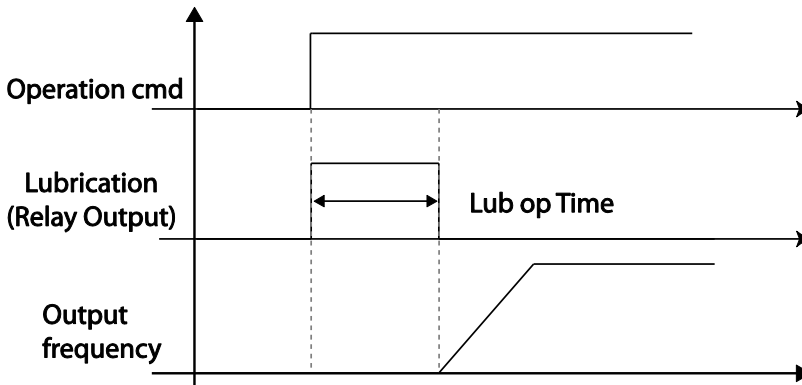 Operation cmd
Lubrication
(Relay Output)
Lub op Time
Output
frequency